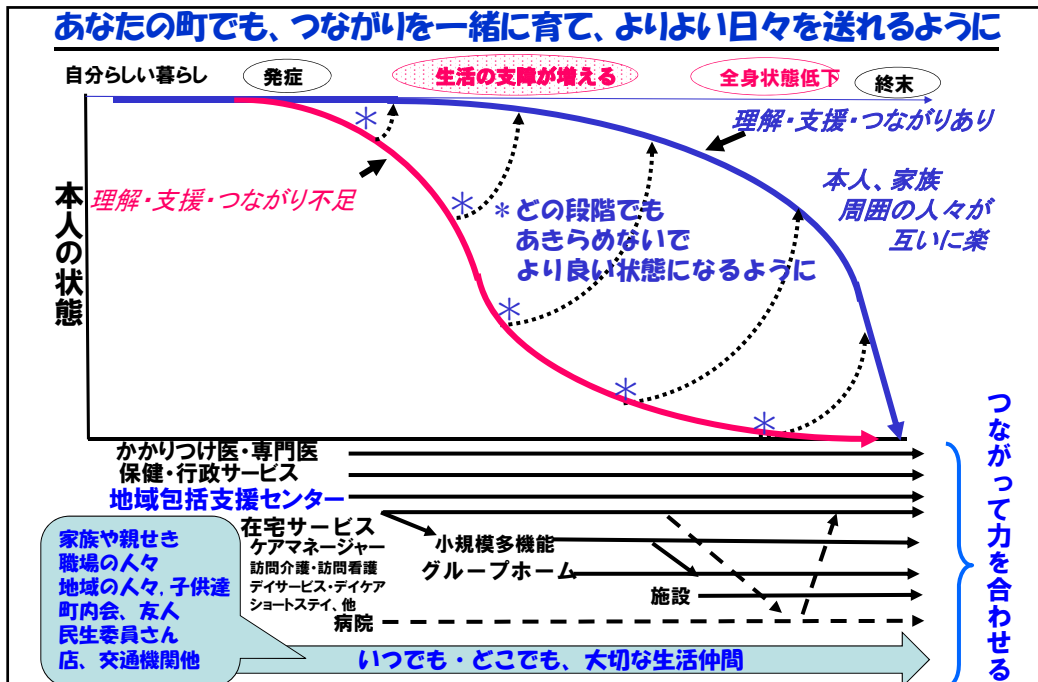 あなたの町でも、つながりを一緒に育て、よりよい日々を送れるように
自分らしい暮らし
発症
生活の支障が増える
全身状態低下
終末
理解・支援・つながりあり
理解・支援・つながり不足
本人、家族
周囲の人々が
互いに楽
本人の状態
＊どの段階でも
あきらめないで
より良い状態になるように
かかりつけ医・専門医
保健・行政サービス
地域包括支援センター
在宅サービス
ケアマネージャー
訪問介護・訪問看護
デイサービス・デイケア
ショートステイ、他
小規模多機能
グループホーム
施設
病院
家族や親せき
職場の人々
地域の人々,子供達
町内会、友人
民生委員さん
店、交通機関他
いつでも・どこでも、大切な生活仲間
つながって力を合わせる